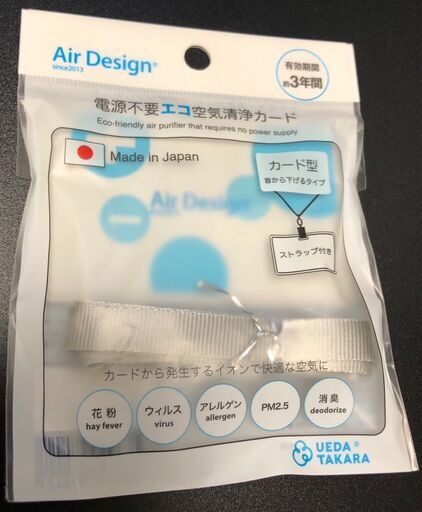 Air Design®
since2013
有効期間
約3年間
電源不要エコ空気清浄カード
Eco-friendly air purifier that requires no power supply
Made in Japan
カード型
首から下げるタイプ
Air Design
ストラップ付き
カードから発生するイオンで快適な空気に
花粉
hay fever
ウィルス
virus
アレルゲン
allergen
PM2.5
消臭
deodorize
UEDA®
TAKARA